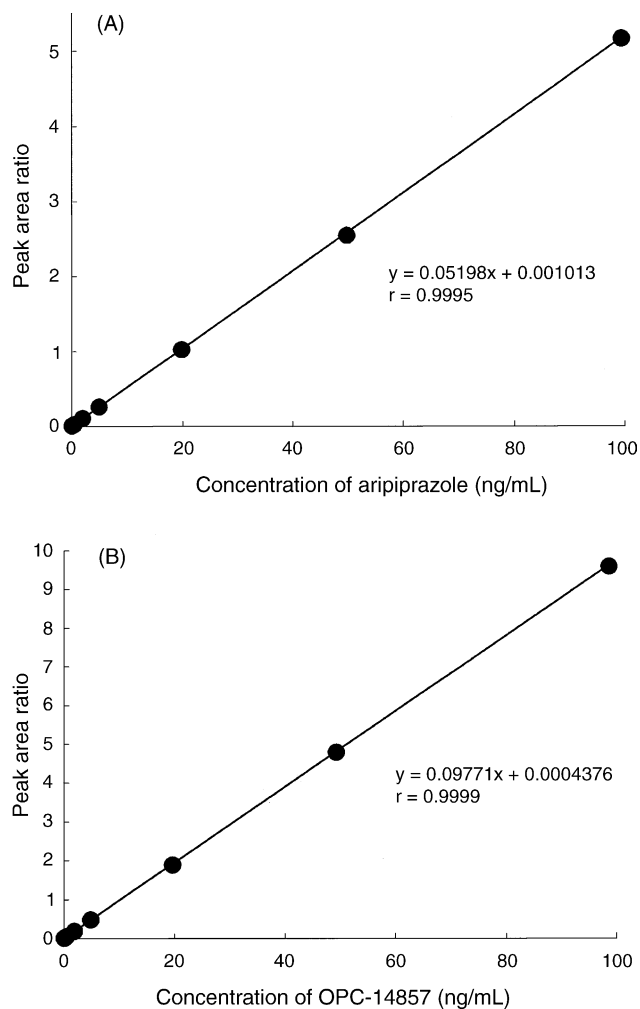 (A)
5
4
3
2
1
0
Peak area ratio
y = 0.05198x + 0.001013
r = 0.9995
0 20 40 60 80 100
Concentration of aripiprazole (ng/mL)
(B)
10
9
8
7
6
5
4
3
2
1
0
Peak area ratio
y = 0.09771x + 0.0004376
r = 0.9999
0 20 40 60 80 100
Concentration of OPC-14857 (ng/mL)